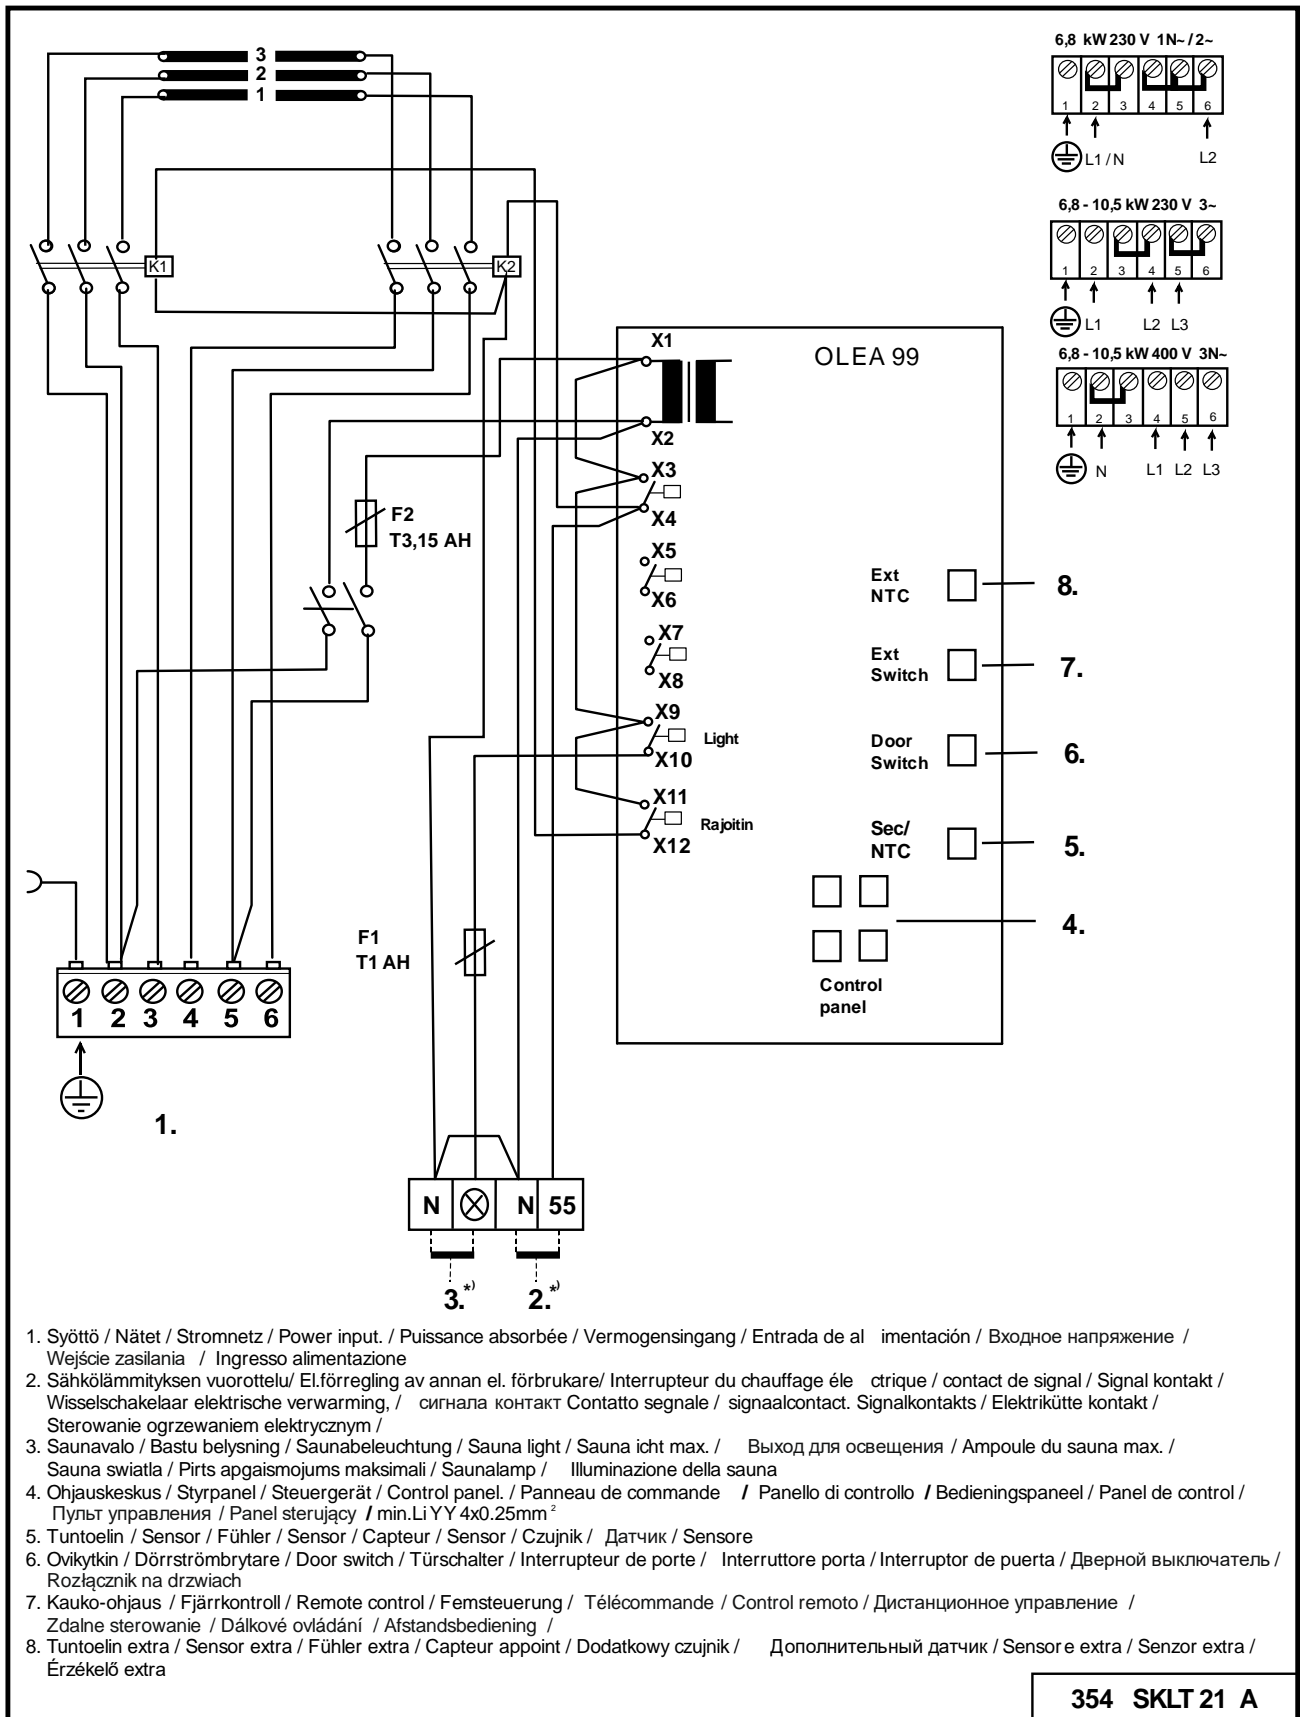 3
2
1
K1
K2
6,8 kW 230 V 1N~ / 2~
1 2 3 4 5 6
L1 / N L2
6,8 - 10,5 kW 230 V 3~
1 2 3 4 5 6
L1 L2 L3
6,8 - 10,5 kW 400 V 3N~
1 2 3 4 5 6
N L1 L2 L3
OLEA 99
X1
X2
X3
X4
X5
X6
X7
X8
X9
Light
X10
X11
Rajoitin
X12
F2
T3,15 AH
Ext
NTC
8.
Ext
Switch
7.
Door
Switch
6.
Sec/
NTC
5.
4.
Control
panel
F1
T1 AH
1 2 3 4 5 6
1.
N N 55
3.*) 2.*)
1. Syöttö / Nätet / Stromnetz / Power input. / Puissance absorbée / Vermogensingang / Entrada de al imentación / Входное напряжение /
Wejście zasilania / Ingresso alimentazione
2. Sähkölämmityksen vuorottelu/ El.förregling av annan el. förbrukare/ Interrupteur du chauffage éle ctrique / contact de signal / Signal kontakt /
Wisselschakelaar elektrische verwarming, / сигнала контакт Contatto segnale / signaalcontact. Signalkontakts / Elektrikütte kontakt /
Sterowanie ogrzewaniem elektrycznym /
3. Saunavalo / Bastu belysning / Saunabeleuchtung / Sauna light / Sauna icht max. / Выход для освещения / Ampoule du sauna max. /
Sauna swiatla / Pirts apgaismojums maksimali / Saunalamp / Illuminazione della sauna
4. Ohjauskeskus / Styrpanel / Steuergerät / Control panel. / Panneau de commande / Panello di controllo / Bedieningspaneel / Panel de control /
Пульт управления / Panel sterujący / min.LiYY 4x0.25mm²
5. Tuntoelin / Sensor / Fühler / Sensor / Capteur / Sensor / Czujnik / Датчик / Sensore
6. Ovikytkin / Dörrströmbrytare / Door switch / Türschalter / Interrupteur de porte / Interruttore porta / Interruptor de puerta / Дверной выключатель /
Rozłącznik na drzwiach
7. Kauko-ohjaus / Fjärrkontroll / Remote control / Femsteuerung / Télécommande / Control remoto / Дистанционное управление /
Zdalne sterowanie / Dálkové ovládání / Afstandsbediening /
8. Tuntoelin extra / Sensor extra / Fühler extra / Capteur appoint / Dodatkowy czujnik / Дополнительный датчик / Sensore extra / Senzor extra /
Érzékelő extra
354 SKLT 21 A